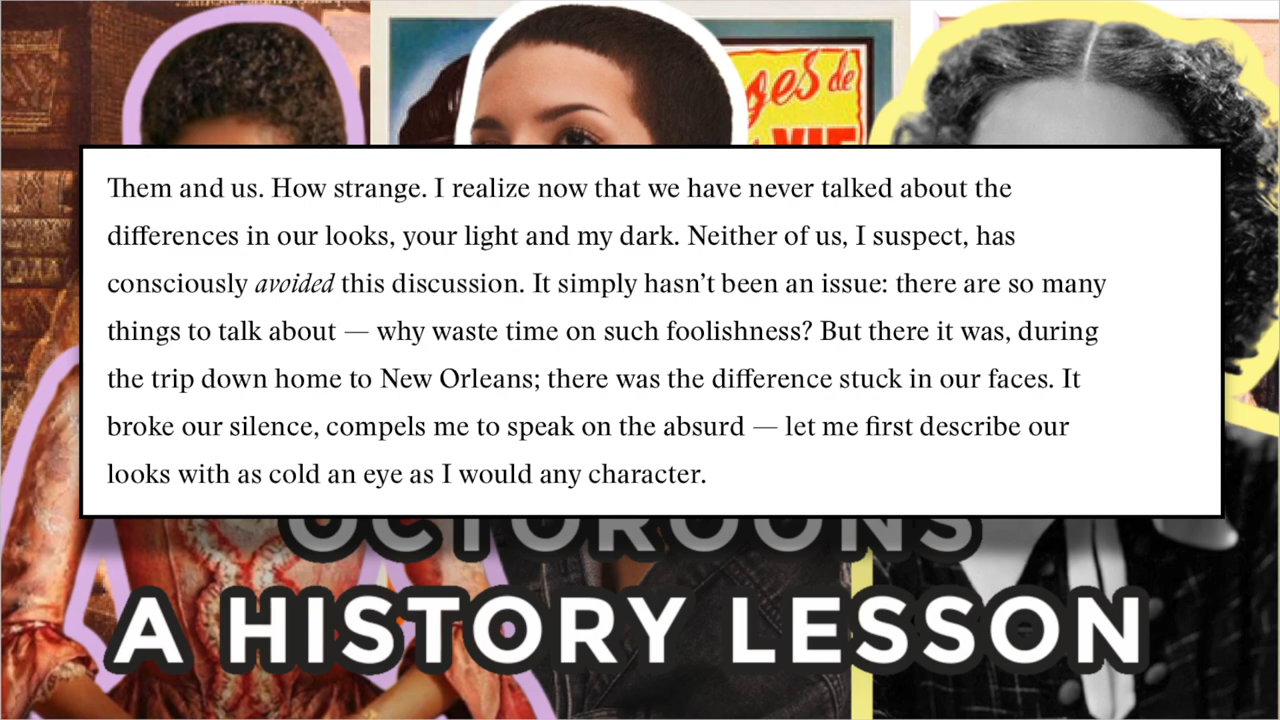 ges de
VIE
Them and us. How strange. I realize now that we have never talked about the
differences in our looks, your light and my dark. Neither of us, I suspect, has
consciously avoided this discussion. It simply hasn’t been an issue: there are so many
things to talk about — why waste time on such foolishness? But there it was, during
the trip down home to New Orleans; there was the difference stuck in our faces. It
broke our silence, compels me to speak on the absurd — let me first describe our
looks with as cold an eye as I would any character.
OCTOROONS
A HISTORY LESSON